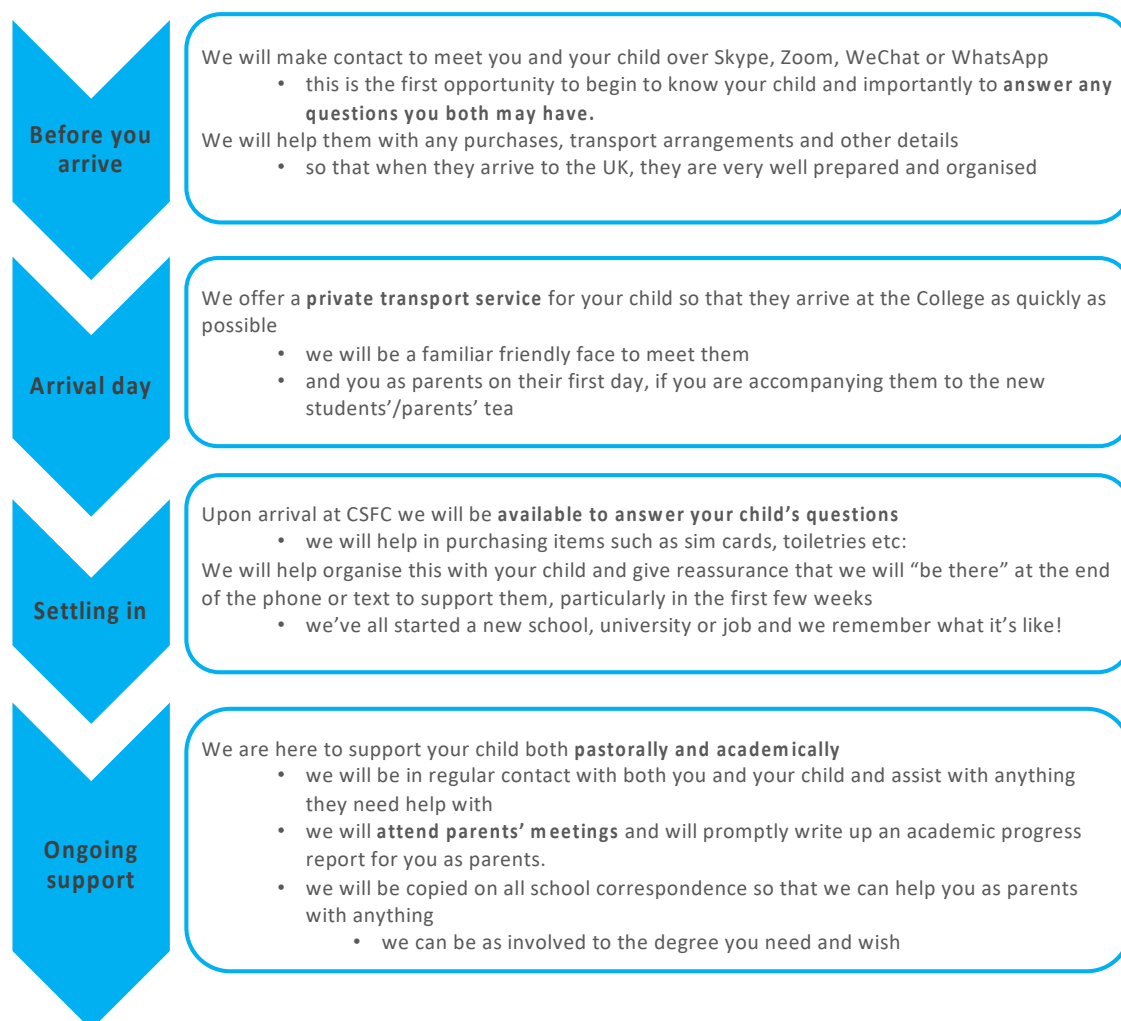 Before you
arrive
We will make contact to meet you and your child over Skype, Zoom, WeChat or WhatsApp
• this is the first opportunity to begin to know your child and importantly to answer any
questions you both may have.
We will help them with any purchases, transport arrangements and other details
• so that when they arrive to the UK, they are very well prepared and organised
Arrival day
We offer a private transport service for your child so that they arrive at the College as quickly as
possible
• we will be a familiar friendly face to meet them
• and you as parents on their first day, if you are accompanying them to the new
students’/parents’ tea
Settling in
Upon arrival at CSFC we will be available to answer your child’s questions
• we will help in purchasing items such as sim cards, toiletries etc:
We will help organise this with your child and give reassurance that we will “be there” at the end
of the phone or text to support them, particularly in the first few weeks
• we’ve all started a new school, university or job and we remember what it’s like!
Ongoing
support
We are here to support your child both pastorally and academically
• we will be in regular contact with both you and your child and assist with anything
they need help with
• we will attend parents’ meetings and will promptly write up an academic progress
report for you as parents.
• we will be copied on all school correspondence so that we can help you as parents
with anything
• we can be as involved to the degree you need and wish